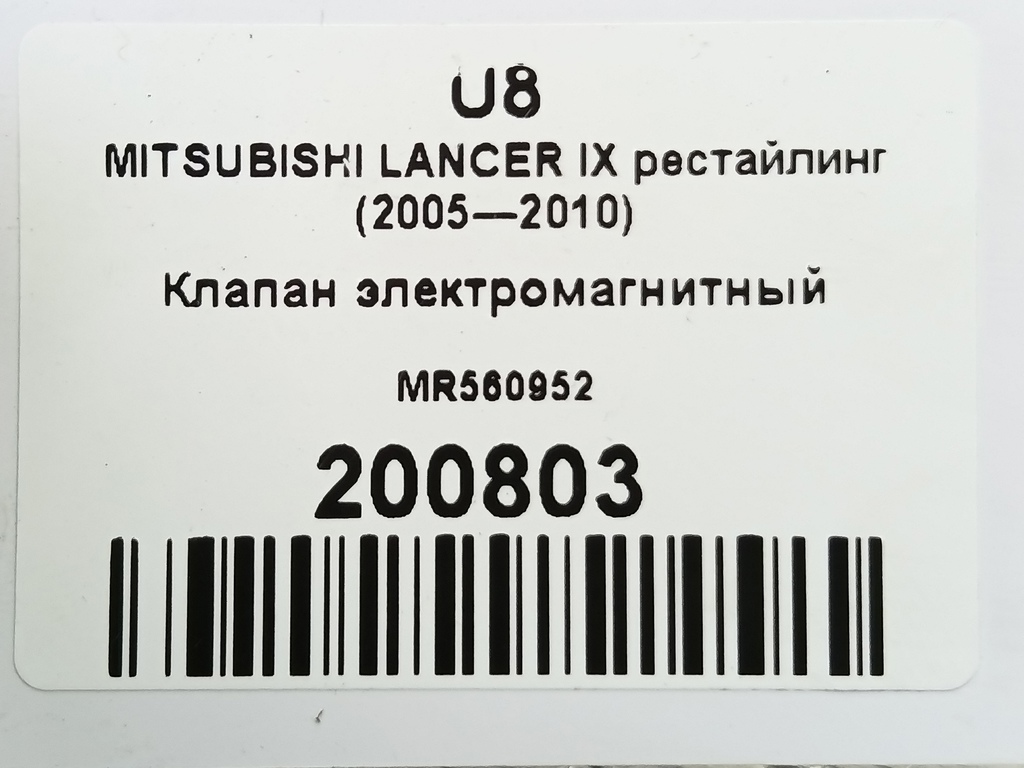 U8
MITSUBISHI LANCER IX рестайлинг
(2005—2010)
Клапан электромагнитный
MR560952
200803